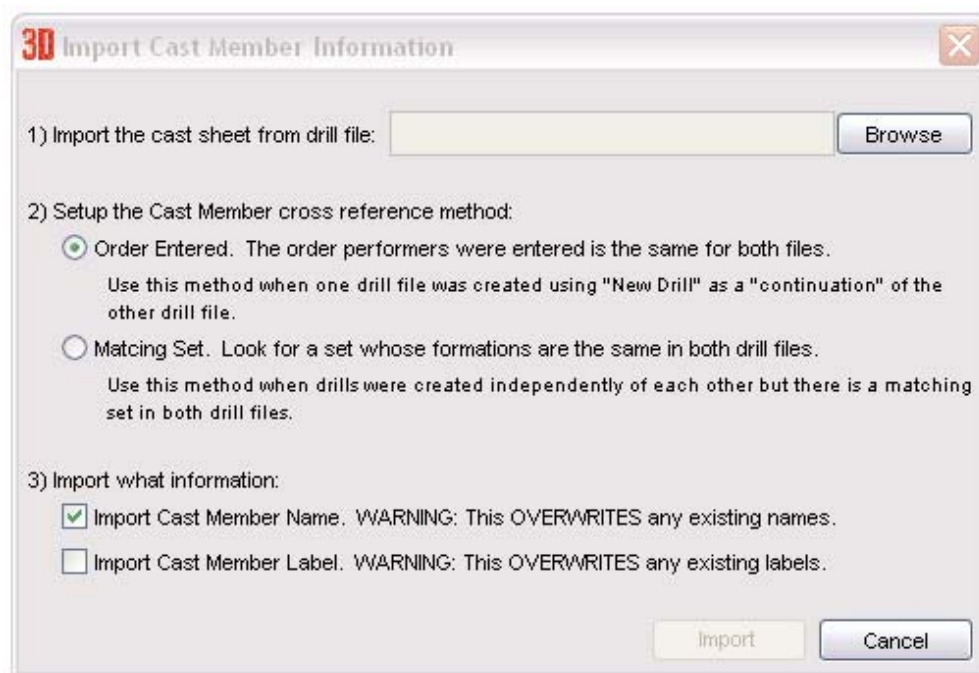 3D Import Cast Member Information
1) Import the cast sheet from drill file:
Browse
2) Setup the Cast Member cross reference method:
Order Entered. The order performers were entered is the same for both files.
Use this method when one drill file was created using "New Drill" as a "continuation" of the
other drill file.
Matcing Set. Look for a set whose formations are the same in both drill files.
Use this method when drills were created independently of each other but there is a matching
set in both drill files.
3) Import what information:
Import Cast Member Name. WARNING: This OVERWRITES any existing names.
Import Cast Member Label. WARNING: This OVERWRITES any existing labels.
Import
Cancel